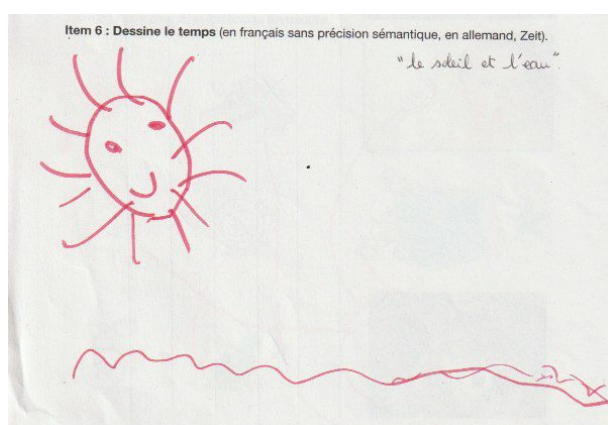 Item 6 : Dessine le temps (en français sans précision sémantique, en allemand, Zeit).
"le soleil et l'eau".